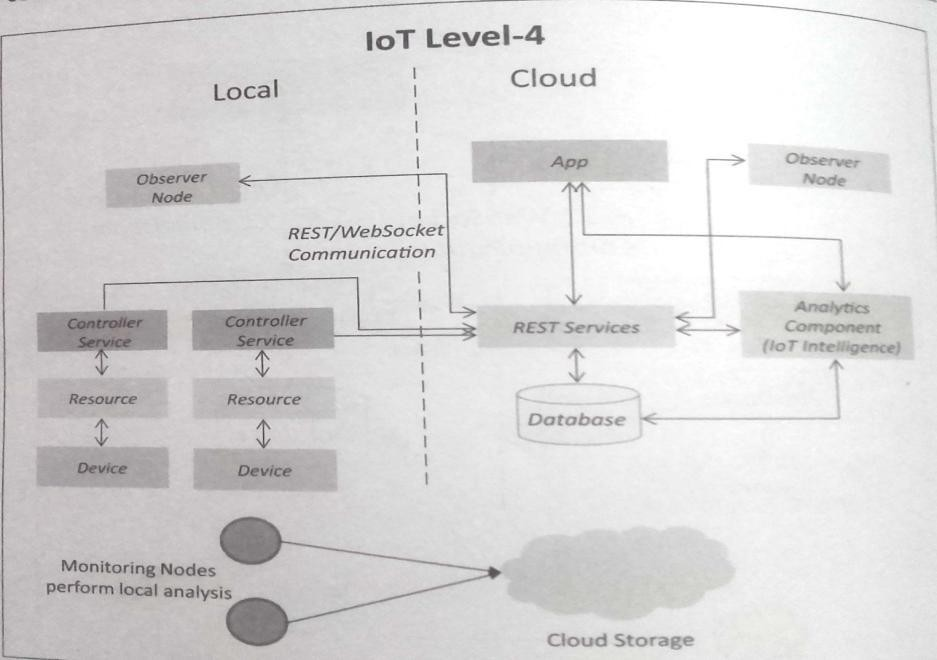 IoT Level-4
Local
Cloud
Observer
Node
App
Observer
Node
REST/WebSocket
Communication
Controller
Service
Controller
Service
REST Services
Analytics
Component
(IoT Intelligence)
Resource
Resource
Database
Device
Device
Monitoring Nodes
perform local analysis
Cloud Storage